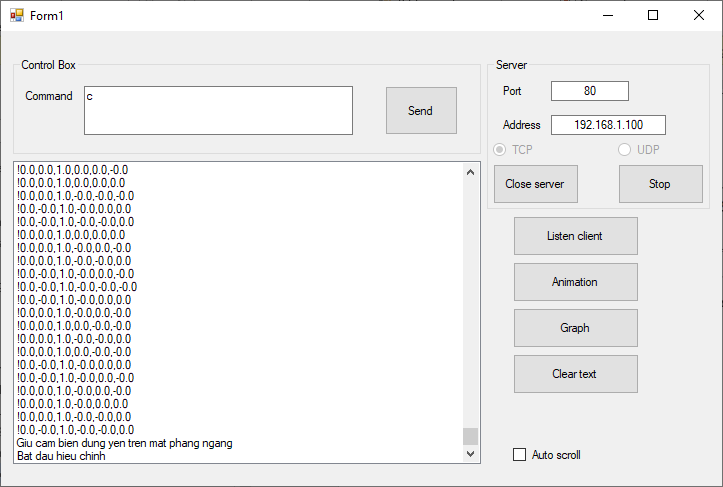 Form1
Control Box
Command
c
Send
!0.0,0.0,1.0,0.0,0.0,-0.0
!0.0,0.0,1.0,0.0,0.0,0.0
!0.0,0.0,1.0,-0.0,-0.0,-0.0
!0.0,-0.0,1.0,-0.0,0.0,0.0
!0.0,-0.0,1.0,-0.0,-0.0,0.0
!0.0,0.0,1.0,0.0,0.0,0.0
!0.0,0.0,1.0,-0.0,0.0,-0.0
!0.0,0.0,1.0,-0.0,0.0,-0.0
!0.0,-0.0,1.0,-0.0,0.0,-0.0
!0.0,-0.0,1.0,-0.0,-0.0,-0.0
!0.0,-0.0,1.0,-0.0,0.0,0.0
!0.0,0.0,1.0,-0.0,0.0,-0.0
!0.0,0.0,1.0,0.0,-0.0,-0.0
!0.0,0.0,1.0,-0.0,-0.0,0.0
!0.0,0.0,1.0,0.0,-0.0,-0.0
!0.0,-0.0,1.0,-0.0,0.0,0.0
!0.0,-0.0,1.0,-0.0,0.0,-0.0
!0.0,0.0,1.0,-0.0,0.0,-0.0
!0.0,0.0,1.0,-0.0,0.0,0.0
!0.0,0.0,1.0,-0.0,-0.0,0.0
!0.0,-0.0,1.0,-0.0,-0.0,0.0
Giu cam bien dung yen tren mat phang ngang
Bat dau hieu chinh
Server
Port
80
Address
192.168.1.100
TCP
UDP
Close server
Stop
Listen client
Animation
Graph
Clear text
Auto scroll